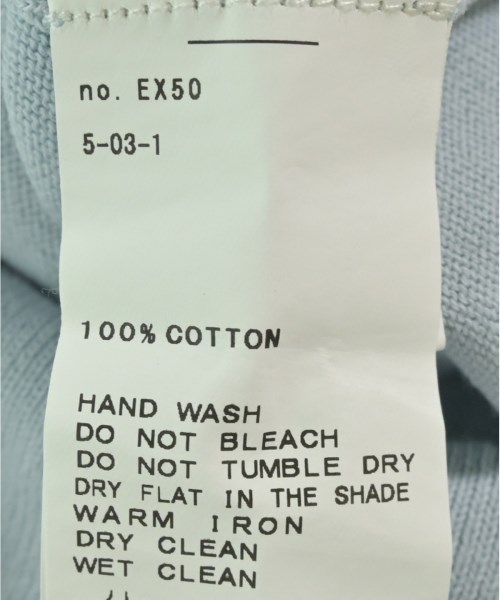 no. EX50
5-03-1
100% COTTON
HAND WASH
DO NOT BLEACH
DO NOT TUMBLE DRY
DRY FLAT IN THE SHADE
WARM IRON
DRY CLEAN
WET CLEAN